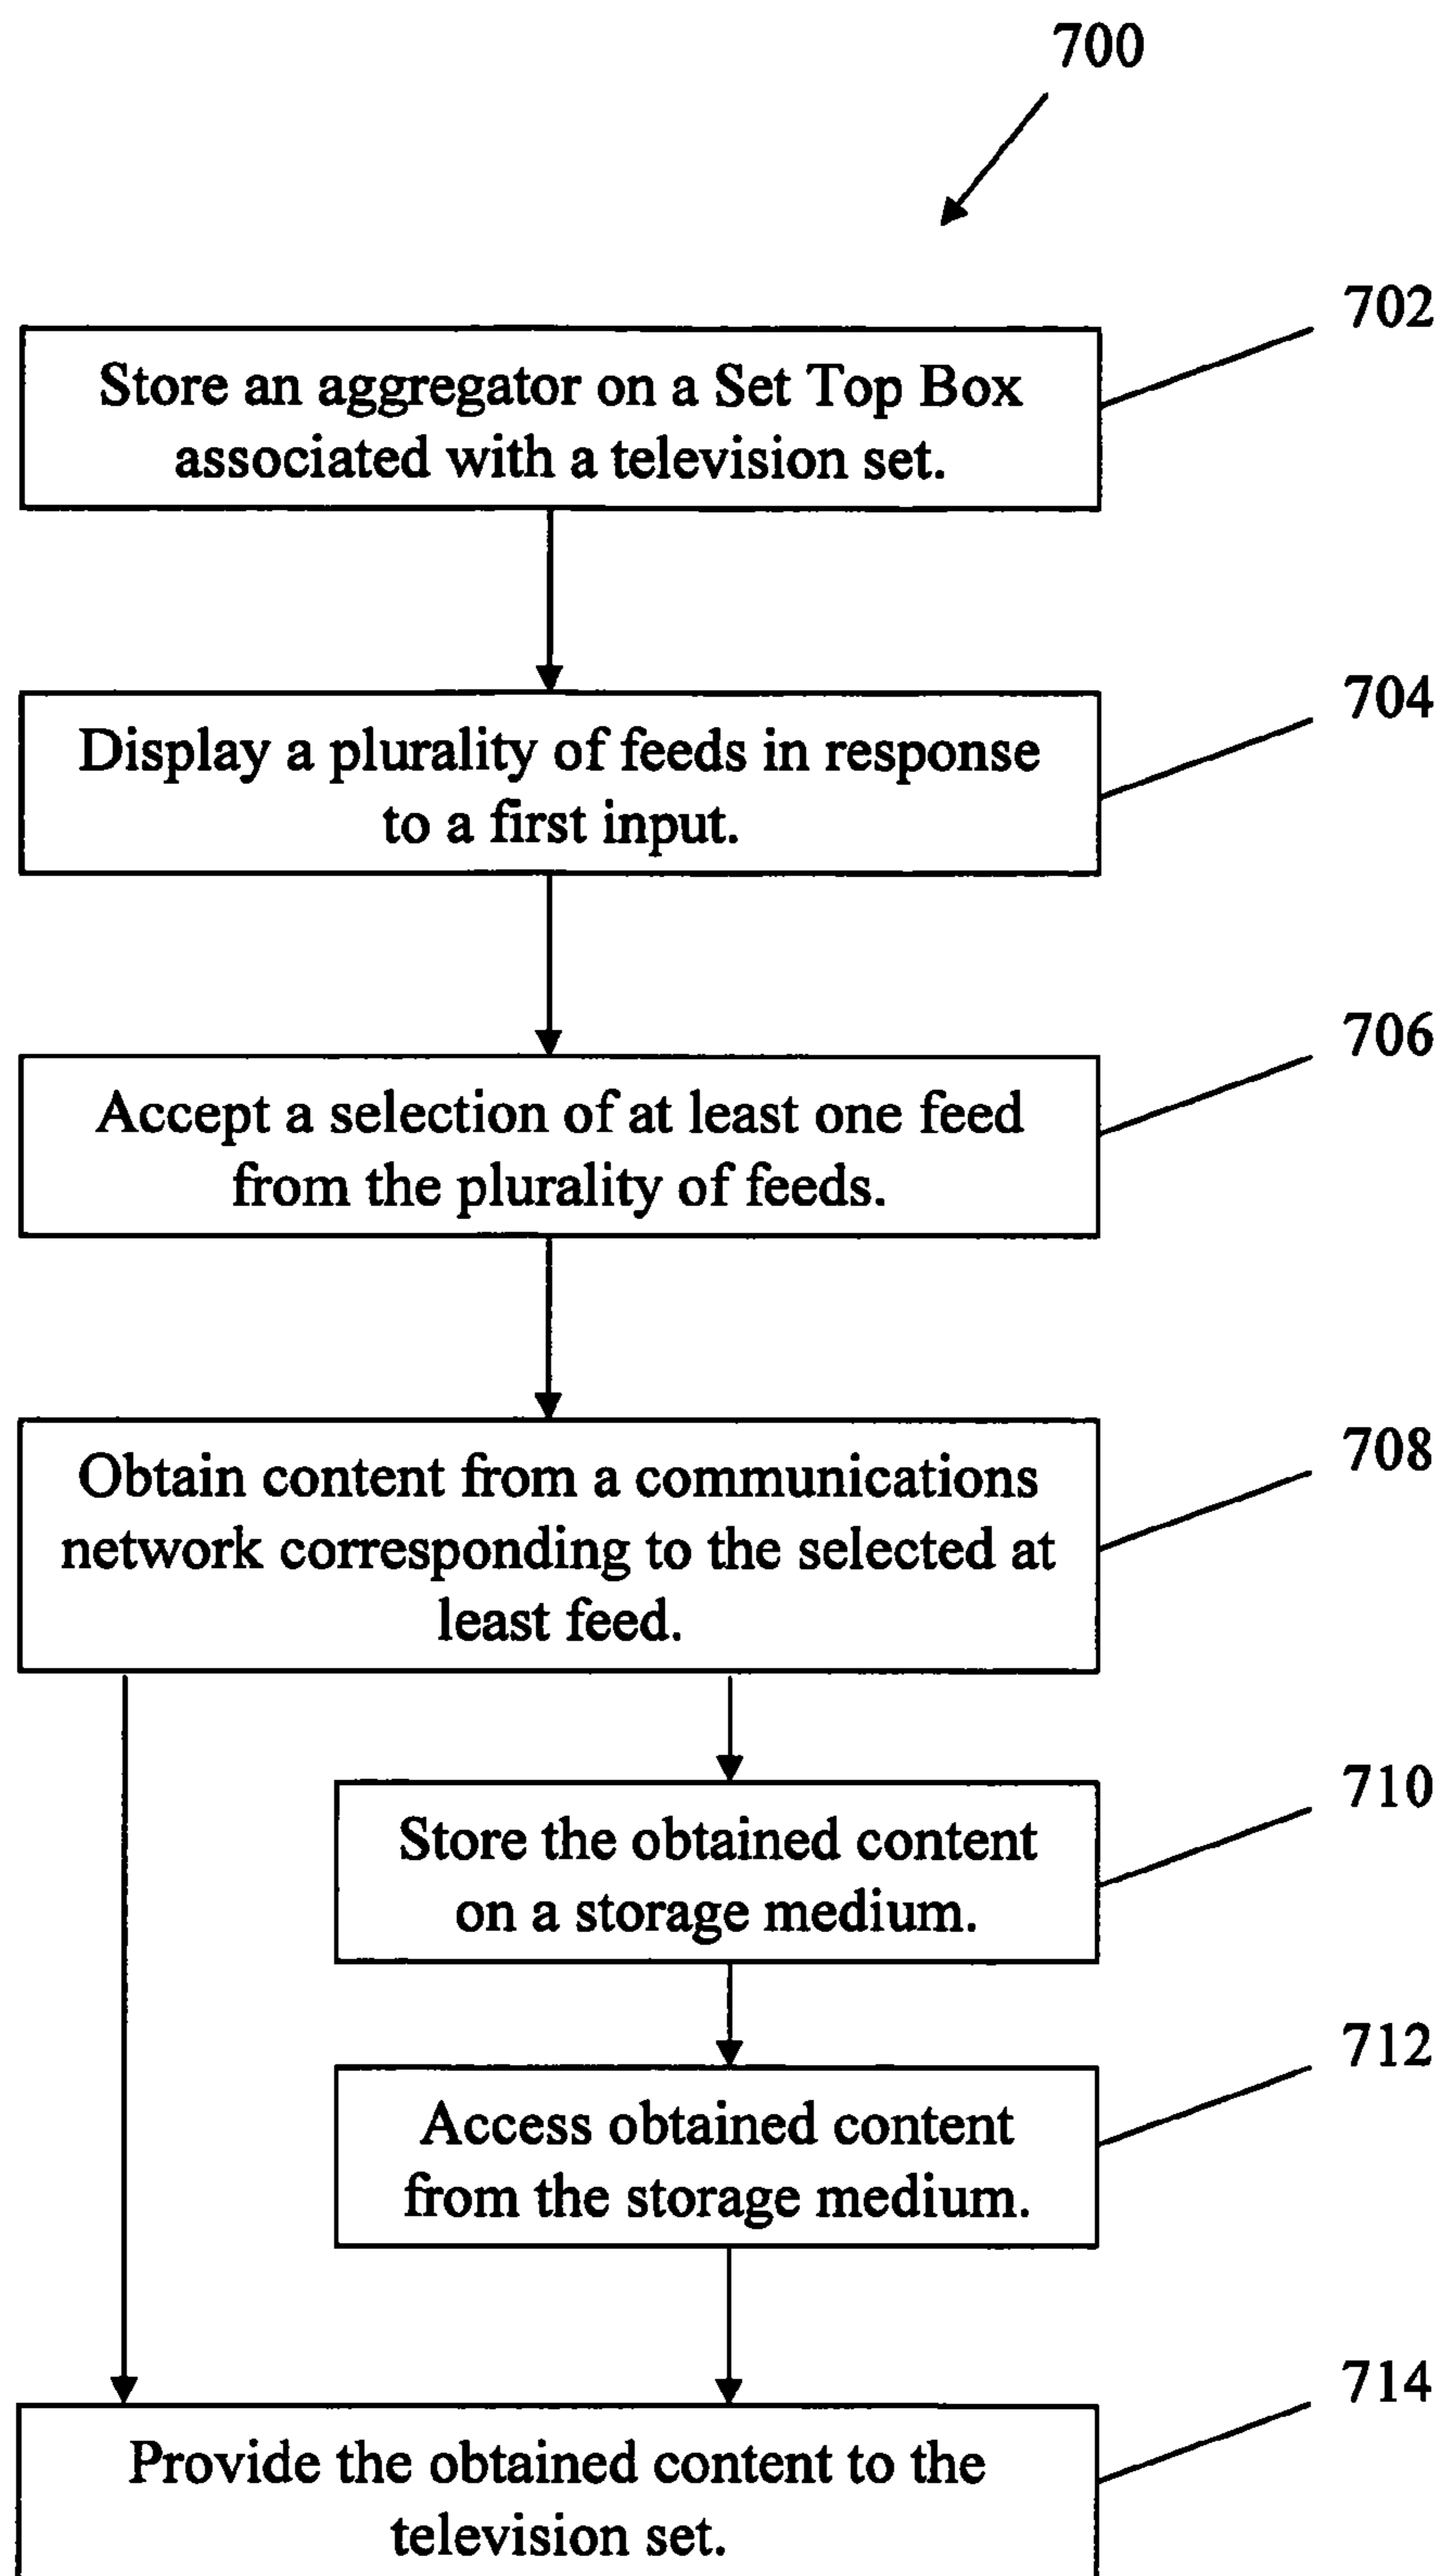 700
702
Store an aggregator on a Set Top Box
associated with a television set.
704
Display a plurality of feeds in response
to a first input.
706
Accept a selection of at least one feed
from the plurality of feeds.
708
Obtain content from a communications
network corresponding to the selected at
least feed.
710
Store the obtained content
on a storage medium.
712
Access obtained content
from the storage medium.
714
Provide the obtained content to the
television set.